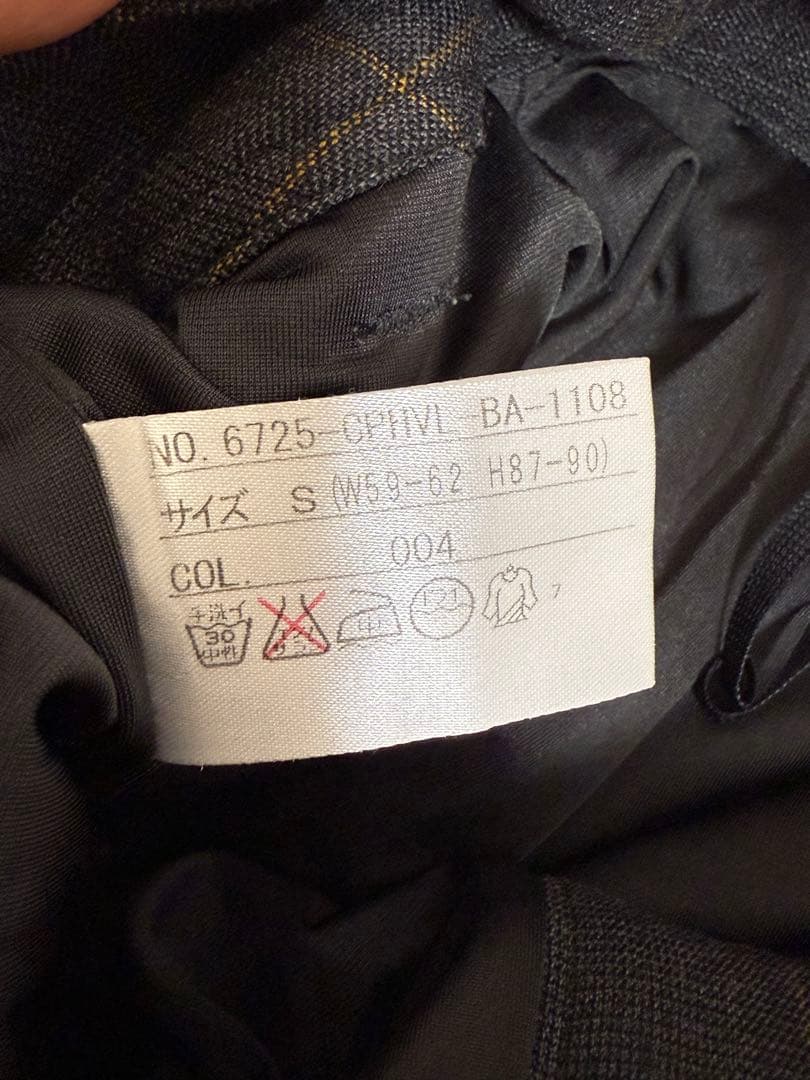 NO. 6725-CPHVL BA-1108
サイズ S (W59-62 H87-90)
COL. 004
手洗イ
30
中性
7